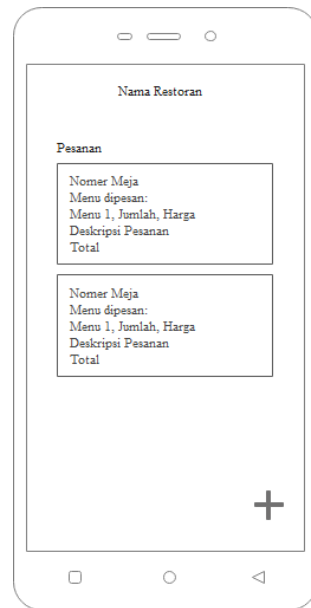 Nama Restoran
Pesanan
Nomer Meja
Menu dipesan:
Menu 1, Jumlah, Harga
Deskripsi Pesanan
Total
Nomer Meja
Menu dipesan:
Menu 1, Jumlah, Harga
Deskripsi Pesanan
Total